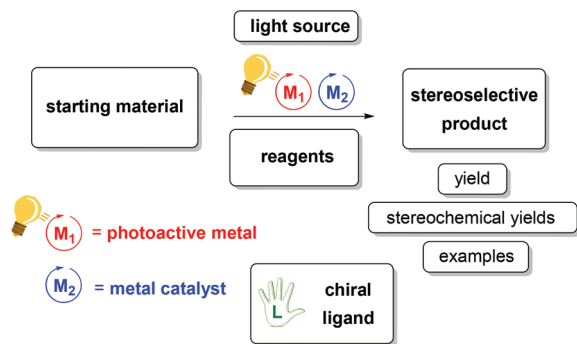 light source
starting material
M1 M2
stereoselective
product
reagents
yield
stereochemical yields
examples
M1 = photoactive metal
M2 = metal catalyst
L
chiral
ligand